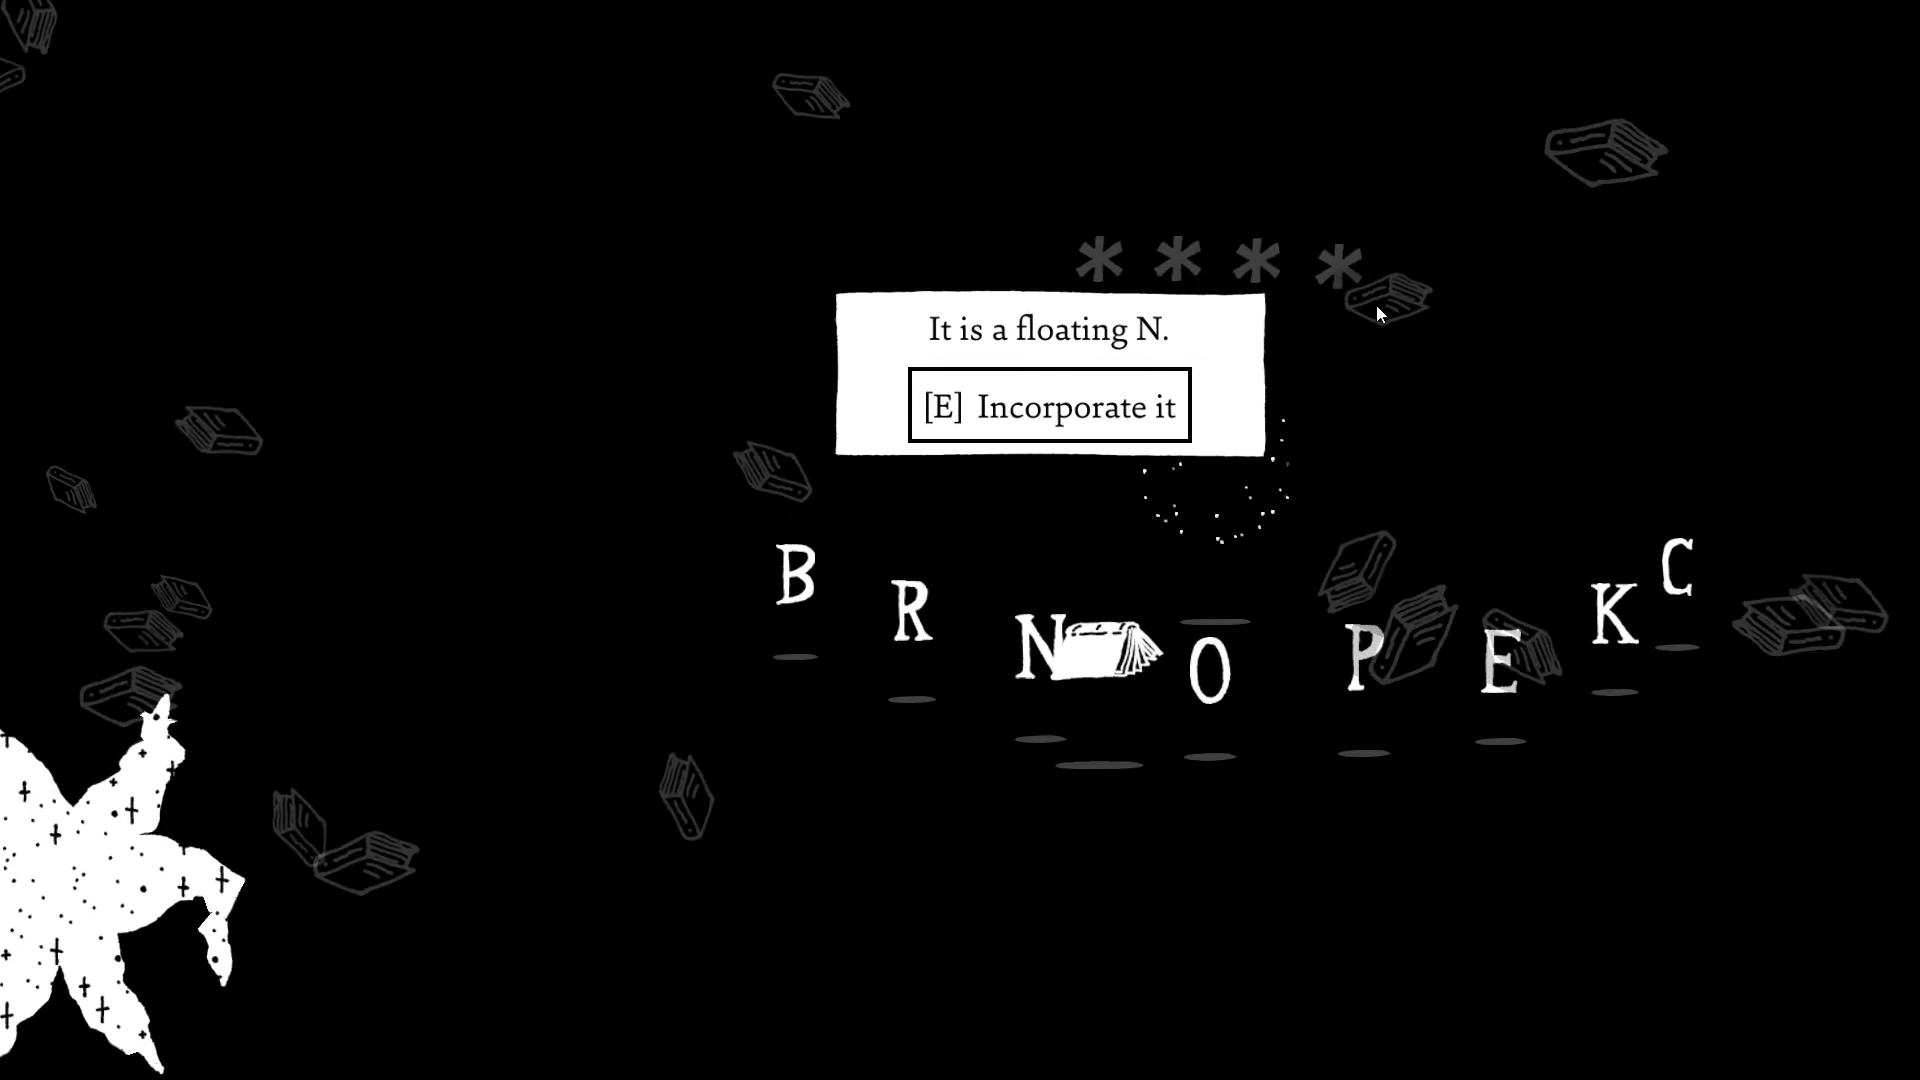 * * * *
It is a floating N.
[E] Incorporate it
B R N O P E K C